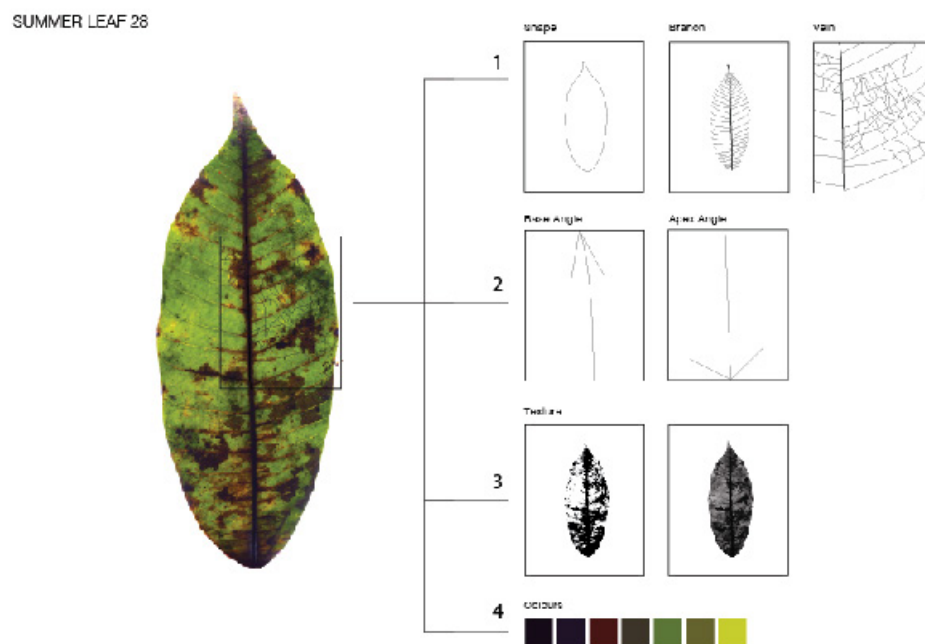 SUMMER LEAF 28
Shape Branch Vein
1
Base Angle Apex Angle
2
Texture
3
4 Colours